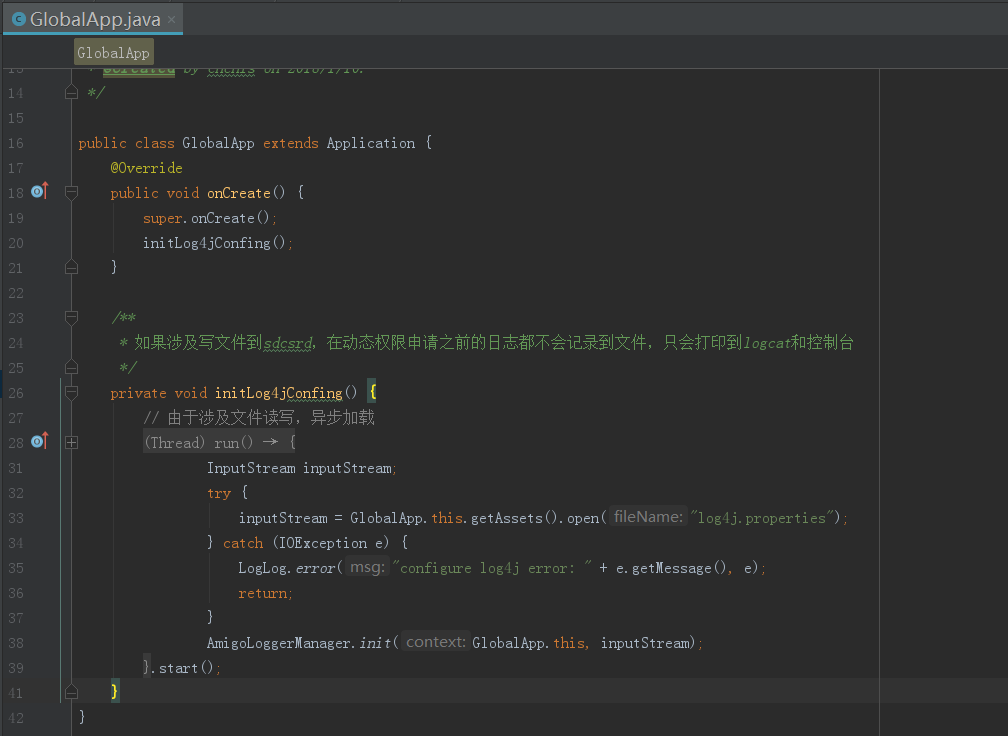 GlobalApp.java
GlobalApp
13 * @created by chchis on 2018/1/10.
14 */
15
16 public class GlobalApp extends Application {
17 @Override
18 public void onCreate() {
19 super.onCreate();
20 initLog4jConfing();
21 }
22
23 /**
24 * 如果涉及写文件到sdcsrd，在动态权限申请之前的日志都不会记录到文件，只会打印到logcat和控制台
25 */
26 private void initLog4jConfing() {
27 // 由于涉及文件读写，异步加载
28 (Thread) run() → {
31 InputStream inputStream;
32 try {
33 inputStream = GlobalApp.this.getAssets().open( fileName: "log4j.properties");
34 } catch (IOException e) {
35 LogLog.error( msg: "configure log4j error: " + e.getMessage(), e);
36 return;
37 }
38 AmigoLoggerManager.init( context: GlobalApp.this, inputStream);
39 }.start();
41 }
42 }